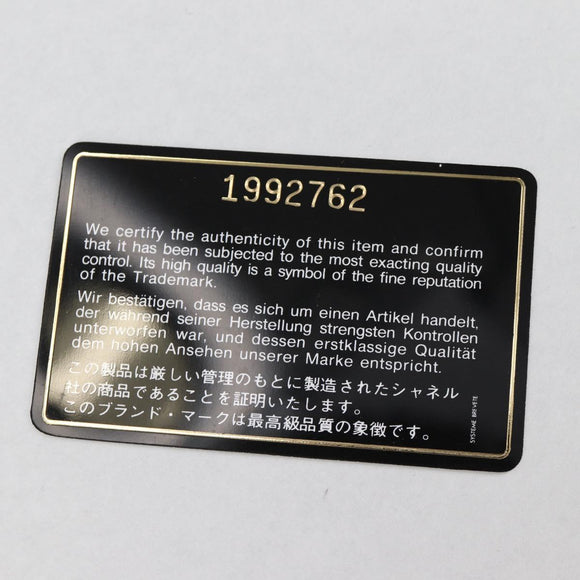 1992762
We certify the authenticity of this item and confirm
that it has been subjected to the most exacting quality
control. Its high quality is a symbol of the fine reputation
of the Trademark.
Wir bestätigen, dass es sich um einen Artikel handelt,
der während seiner Herstellung strengsten Kontrollen
unterworfen war, und dessen erstklassige Qualität
dem hohen Ansehen unserer Marke entspricht.
この製品は厳しい管理のもとに製造されたシャネル
社の商品であることを証明いたします。
このブランド・マークは最高級品質の象徴です。
SYSTEME BREVETE